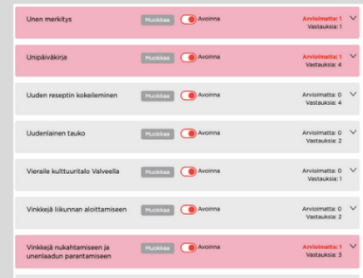 Unen merkitys Muokkaa Avoinna Arvioimatta: 1
Vastauksia: 1
Unipäiväkirja Muokkaa Avoinna Arvioimatta: 1
Vastauksia: 4
Uuden reseptin kokeileminen Muokkaa Avoinna Arvioimatta: 0
Vastauksia: 4
Uudenlainen tauko Muokkaa Avoinna Arvioimatta: 0
Vastauksia: 2
Vieraile kulttuuritalo Valveella Muokkaa Avoinna Arvioimatta: 0
Vastauksia: 1
Vinkkejä liikunnan aloittamiseen Muokkaa Avoinna Arvioimatta: 0
Vastauksia: 2
Vinkkejä nukahtamiseen ja
unenlaadun parantamiseen Muokkaa Avoinna Arvioimatta: 1
Vastauksia: 3